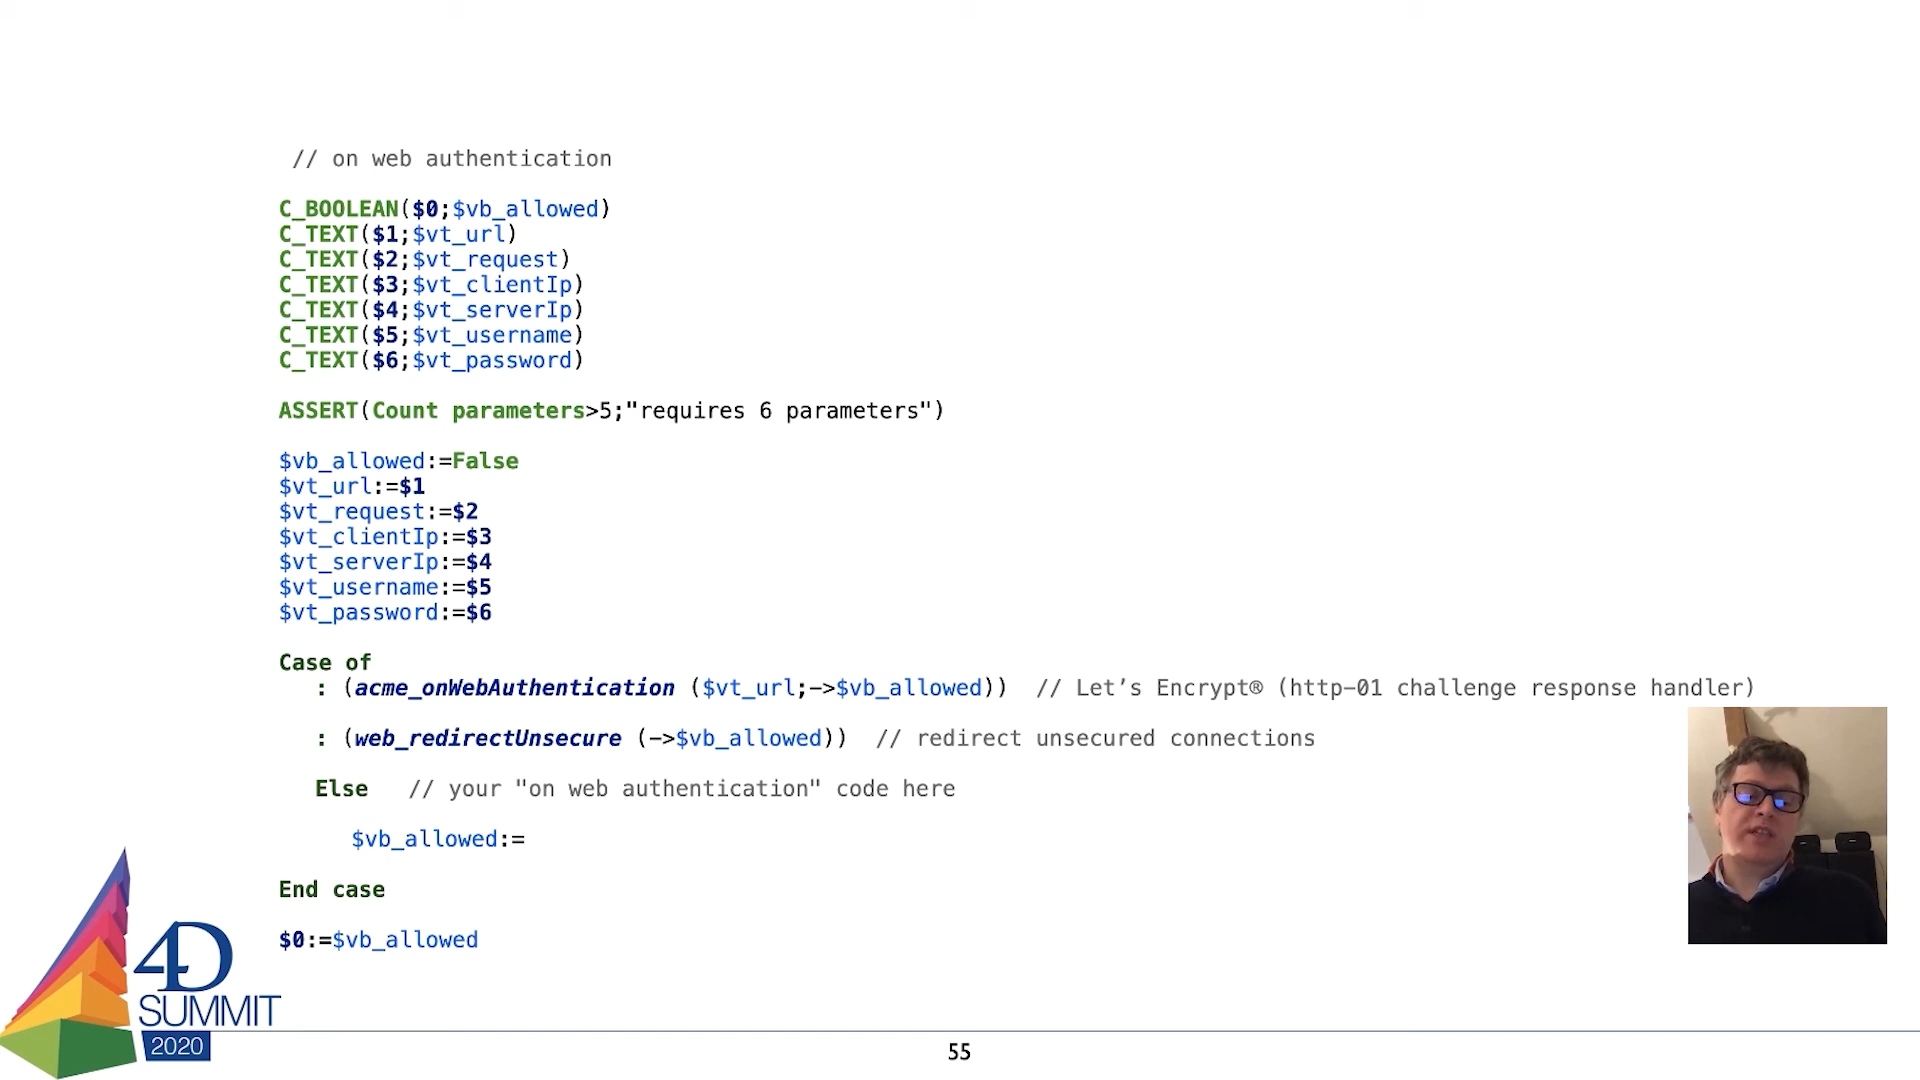 // on web authentication
C_BOOLEAN($0;$vb_allowed)
C_TEXT($1;$vt_url)
C_TEXT($2;$vt_request)
C_TEXT($3;$vt_clientIp)
C_TEXT($4;$vt_serverIp)
C_TEXT($5;$vt_username)
C_TEXT($6;$vt_password)
ASSERT(Count parameters>5;"requires 6 parameters")
$vb_allowed:=False
$vt_url:=$1
$vt_request:=$2
$vt_clientIp:=$3
$vt_serverIp:=$4
$vt_username:=$5
$vt_password:=$6
Case of
: (acme_onWebAuthentication ($vt_url;->$vb_allowed)) // Let’s Encrypt® (http-01 challenge response handler)
: (web_redirectUnsecure (->$vb_allowed)) // redirect unsecured connections
Else // your "on web authentication" code here
$vb_allowed:=
End case
$0:=$vb_allowed
4D
SUMMIT
2020
55